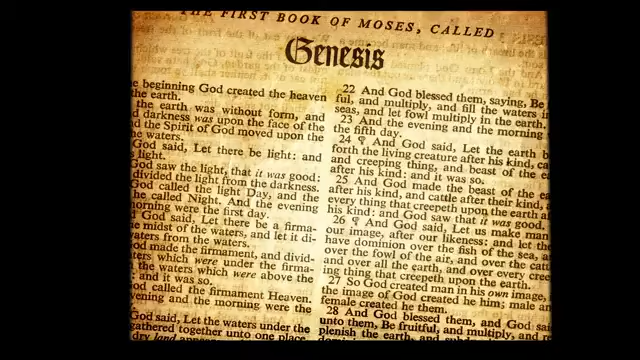 THE FIRST BOOK OF MOSES, CALLED
Genesis
e beginning God created the heaven
the earth.
the earth was without form, and
d darkness was upon the face of the
nd the Spirit of God moved upon the
e waters.
God said, Let there be light: and
s light.
God saw the light, that it was good:
divided the light from the darkness.
God called the light Day, and the
he called Night. And the evening
orning were the first day.
God said, Let there be a firma-
e midst of the waters, and let it di-
waters from the waters.
od made the firmament, and divid-
ters which were under the firma-
the waters which were above the
: and it was so.
od called the firmament Heaven.
vening and the morning were the
God said, Let the waters under the
gathered together unto one place,
dry land
22 And God blessed them, saying, Be
ful, and multiply, and fill the waters i
seas, and let fowl multiply in the earth.
23 And the evening and the morning
the fifth day.
24 ¶ And God said, Let the earth b
forth the living creature after his kind, ca
and creeping thing, and beast of the ea
his kind: and it was so.
25 And God made the beast of the ea
after his kind, and cattle after their kind, a
every thing that creepeth upon the earth af
his kind: and God saw that it was good.
26 ¶ And God said, Let us make man
our image, after our likeness: and let the
have dominion over the fish of the sea, a
over the fowl of the air, and over the catt
and over all the earth, and over every cree
ing thing that creepeth upon the earth.
27 So God created man in his own image,
the image of God created he him; male an
female created he them.
28 And God blessed them, and God sai
unto them, Be fruitful, and multiply, and r
plenish the earth, and